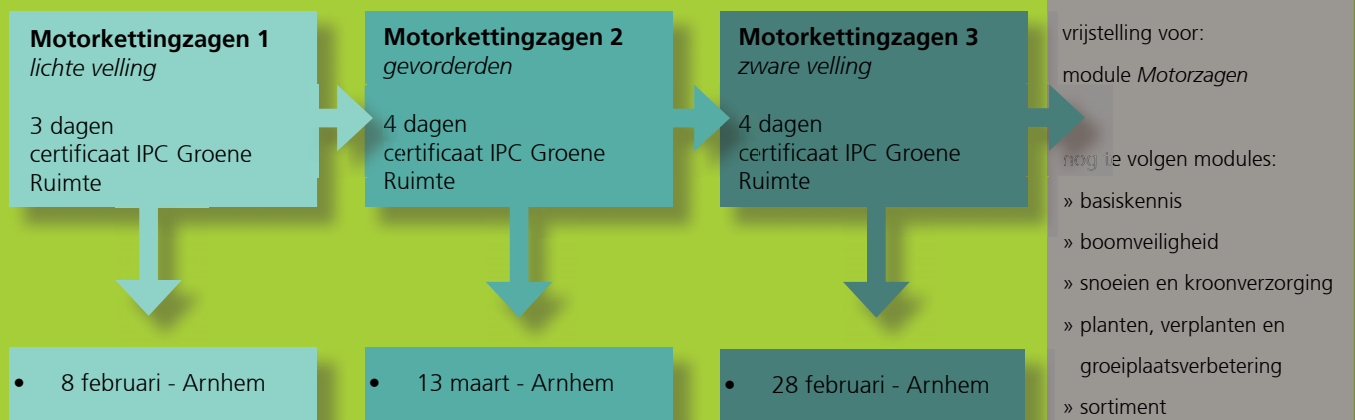 Motorkettingzagen 1
lichte velling
3 dagen
certificaat IPC Groene
Ruimte
Motorkettingzagen 2
gevorderden
4 dagen
certificaat IPC Groene
Ruimte
Motorkettingzagen 3
zware velling
4 dagen
certificaat IPC Groene
Ruimte
vrijstelling voor:
module Motorzagen
nog te volgen modules:
» basiskennis
» boomveiligheid
» snoeien en kroonverzorging
» planten, verplanten en
groeiplaatsverbetering
» sortiment
• 8 februari - Arnhem
• 13 maart - Arnhem
• 28 februari - Arnhem